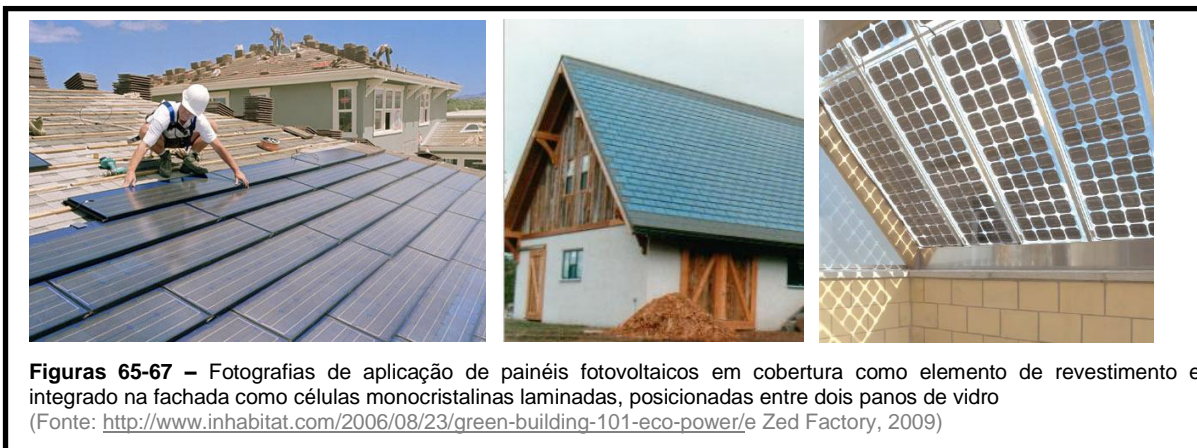 Figuras 65-67 – Fotografias de aplicação de painéis fotovoltaicos em cobertura como elemento de revestimento e
integrado na fachada como células monocristalinas laminadas, posicionadas entre dois panos de vidro
(Fonte: http://www.inhabitat.com/2006/08/23/green-building-101-eco-power/e Zed Factory, 2009)